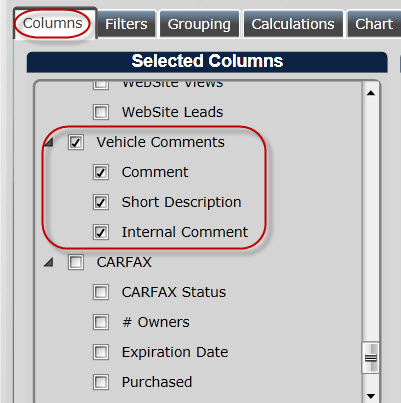 Columns Filters Grouping Calculations Chart
Selected Columns
WebSite Views
WebSite Leads
Vehicle Comments
Comment
Short Description
Internal Comment
CARFAX
CARFAX Status
# Owners
Expiration Date
Purchased